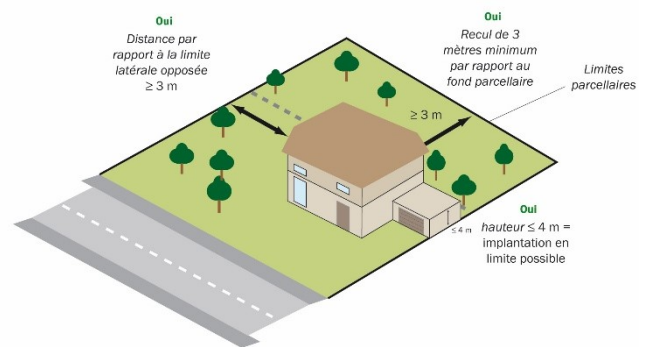 Oui
Distance par
rapport à la limite
latérale opposée
≥ 3 m
Oui
Recul de 3
mètres minimum
par rapport au
fond parcellaire
Limites
parcellaires
≥ 3 m
≤ 4 m
Oui
hauteur ≤ 4 m =
implantation en
limite possible